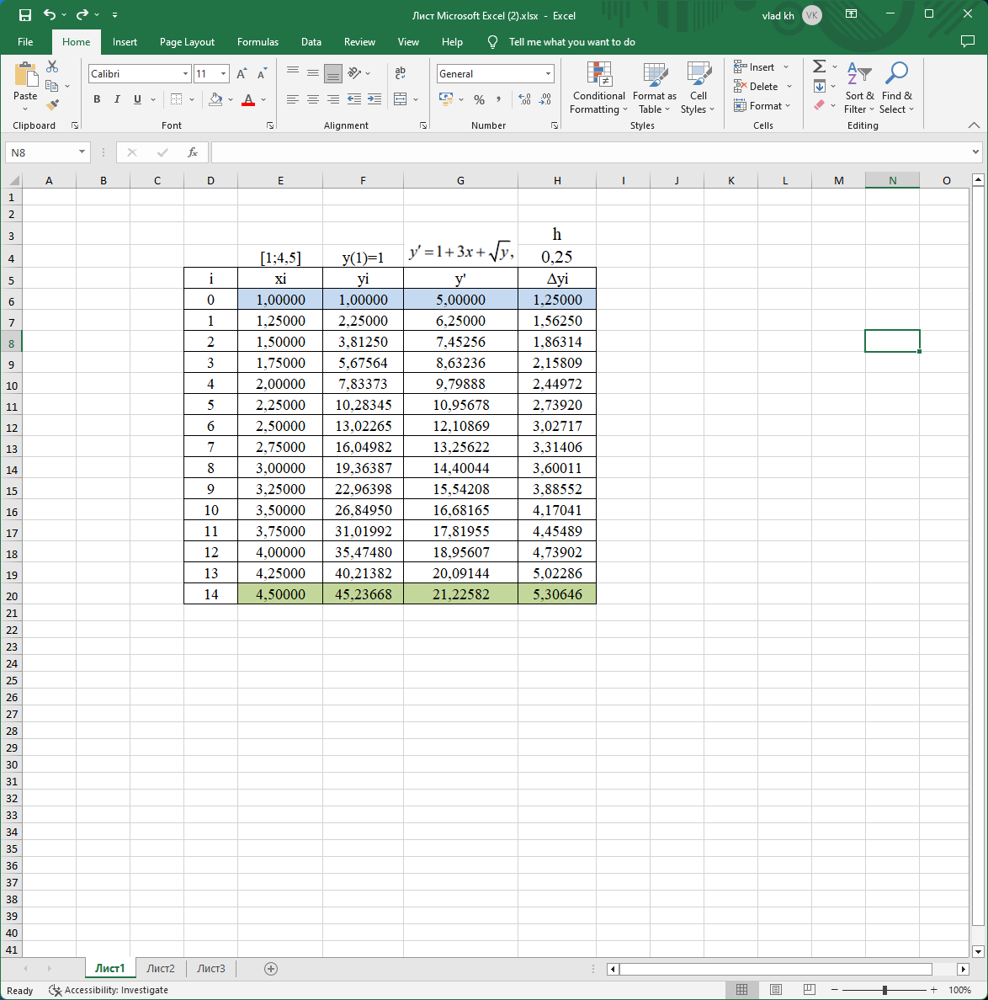 Лист Microsoft Excel (2).xlsx - Excel
vlad kh VK
File Home Insert Page Layout Formulas Data Review View Help Tell me what you want to do
Paste
Calibri 11 A A
B I U A
ab
General
% ,
Conditional Formatting
Format as Table
Cell Styles
Insert
Delete
Format
Sort & Filter
Find & Select
Clipboard Font Alignment Number Styles Cells Editing
N8 fx
A B C D E F G H I J K L M N O
1
2
3 h
4 [1;4,5] y(1)=1 y′ = 1 + 3x + √y, 0,25
5 i xi yi y' Δyi
6 0 1,00000 1,00000 5,00000 1,25000
7 1 1,25000 2,25000 6,25000 1,56250
8 2 1,50000 3,81250 7,45256 1,86314
9 3 1,75000 5,67564 8,63236 2,15809
10 4 2,00000 7,83373 9,79888 2,44972
11 5 2,25000 10,28345 10,95678 2,73920
12 6 2,50000 13,02265 12,10869 3,02717
13 7 2,75000 16,04982 13,25622 3,31406
14 8 3,00000 19,36387 14,40044 3,60011
15 9 3,25000 22,96398 15,54208 3,88552
16 10 3,50000 26,84950 16,68165 4,17041
17 11 3,75000 31,01992 17,81955 4,45489
18 12 4,00000 35,47480 18,95607 4,73902
19 13 4,25000 40,21382 20,09144 5,02286
20 14 4,50000 45,23668 21,22582 5,30646
21
22
23
24
25
26
27
28
29
30
31
32
33
34
35
36
37
38
39
40
41
Лист1 Лист2 Лист3
Ready Accessibility: Investigate 100%